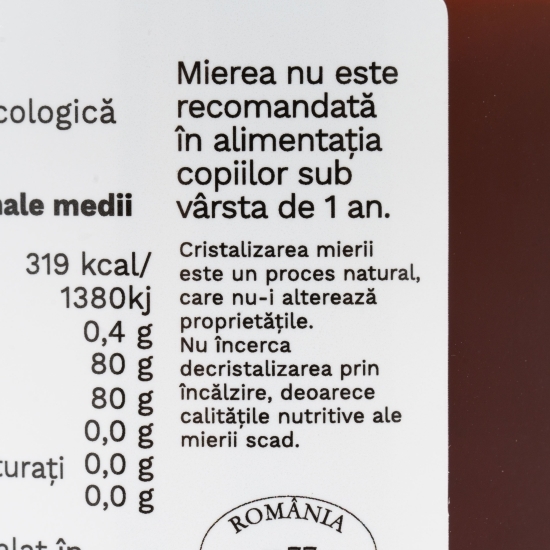 cologică
nale medii
319 kcal/
1380kj
0,4 g
80 g
80 g
0,0 g
turați 0,0 g
0,0 g
Mierea nu este
recomandată
în alimentația
copiilor sub
vârsta de 1 an.
Cristalizarea mierii
este un proces natural,
care nu-i alterează
proprietățile.
Nu încerca
decristalizarea prin
încălzire, deoarece
calitățile nutritive ale
mierii scad.
ROMÂNIA